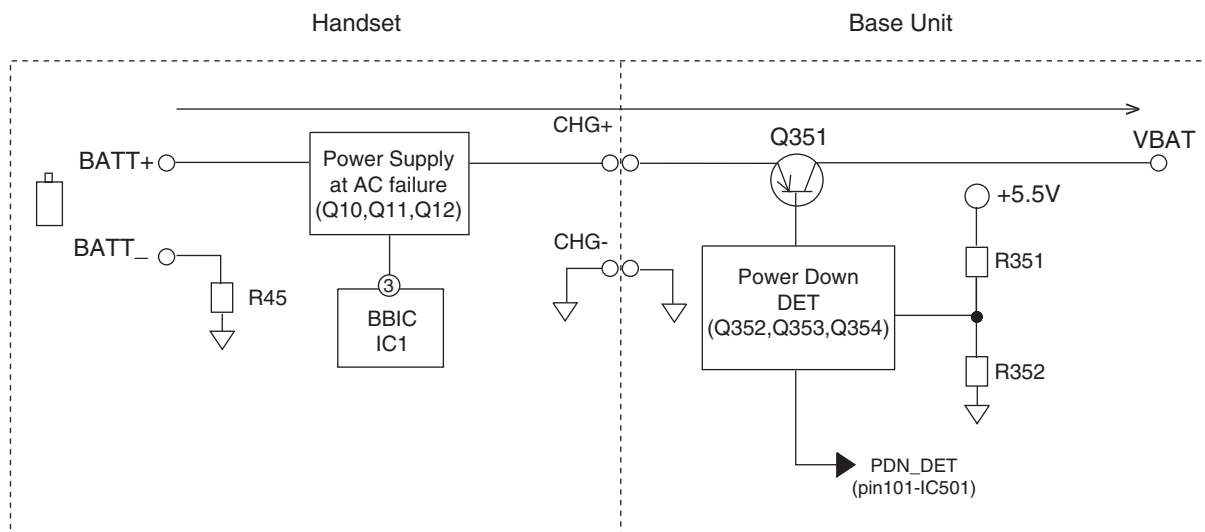 Handset
Base Unit
CHG+
Q351
VBAT
BATT+
Power Supply
at AC failure
(Q10,Q11,Q12)
+5.5V
BATT_
CHG-
R45
3
BBIC
IC1
Power Down
DET
(Q352,Q353,Q354)
R351
R352
PDN_DET
(pin101-IC501)